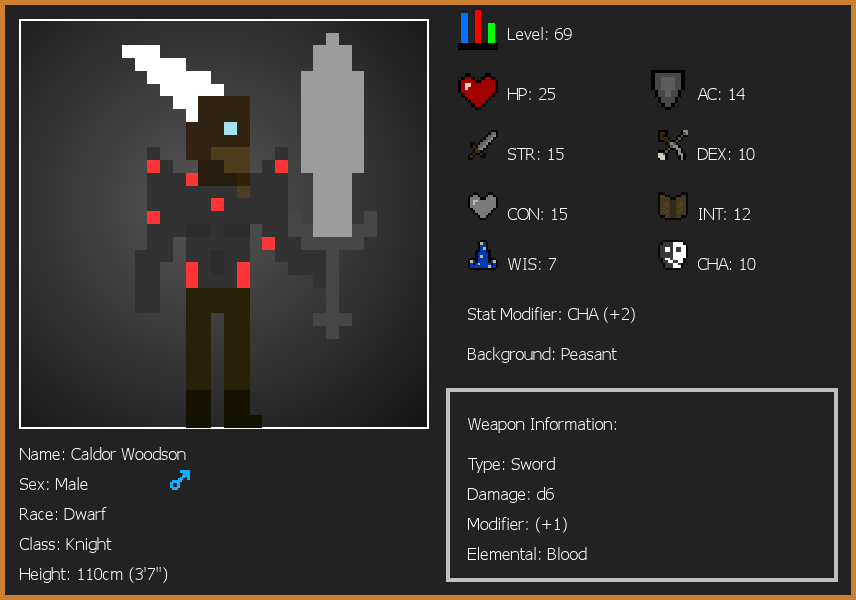 Level: 69
HP: 25
AC: 14
STR: 15
DEX: 10
CON: 15
INT: 12
WIS: 7
CHA: 10
Stat Modifier: CHA (+2)
Background: Peasant
Weapon Information:
Type: Sword
Damage: d6
Modifier: (+1)
Elemental: Blood
Name: Caldor Woodson
Sex: Male
Race: Dwarf
Class: Knight
Height: 110cm (3'7")